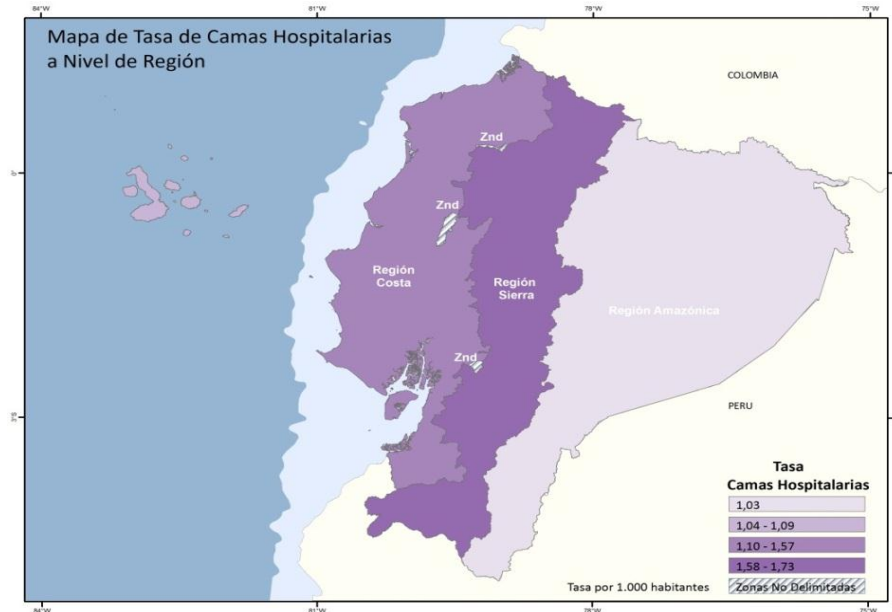 84°W
81°W
78°W
75°W
Mapa de Tasa de Camas Hospitalarias
a Nivel de Región
COLOMBIA
Znd
0°
Znd
Región
Costa
Región
Sierra
Región Amazónica
Znd
PERU
3°S
Tasa
Camas Hospitalarias
1,03
1,04 - 1,09
1,10 - 1,57
1,58 - 1,73
Tasa por 1.000 habitantes
Zonas No Delimitadas
84°W
81°W
78°W
75°W